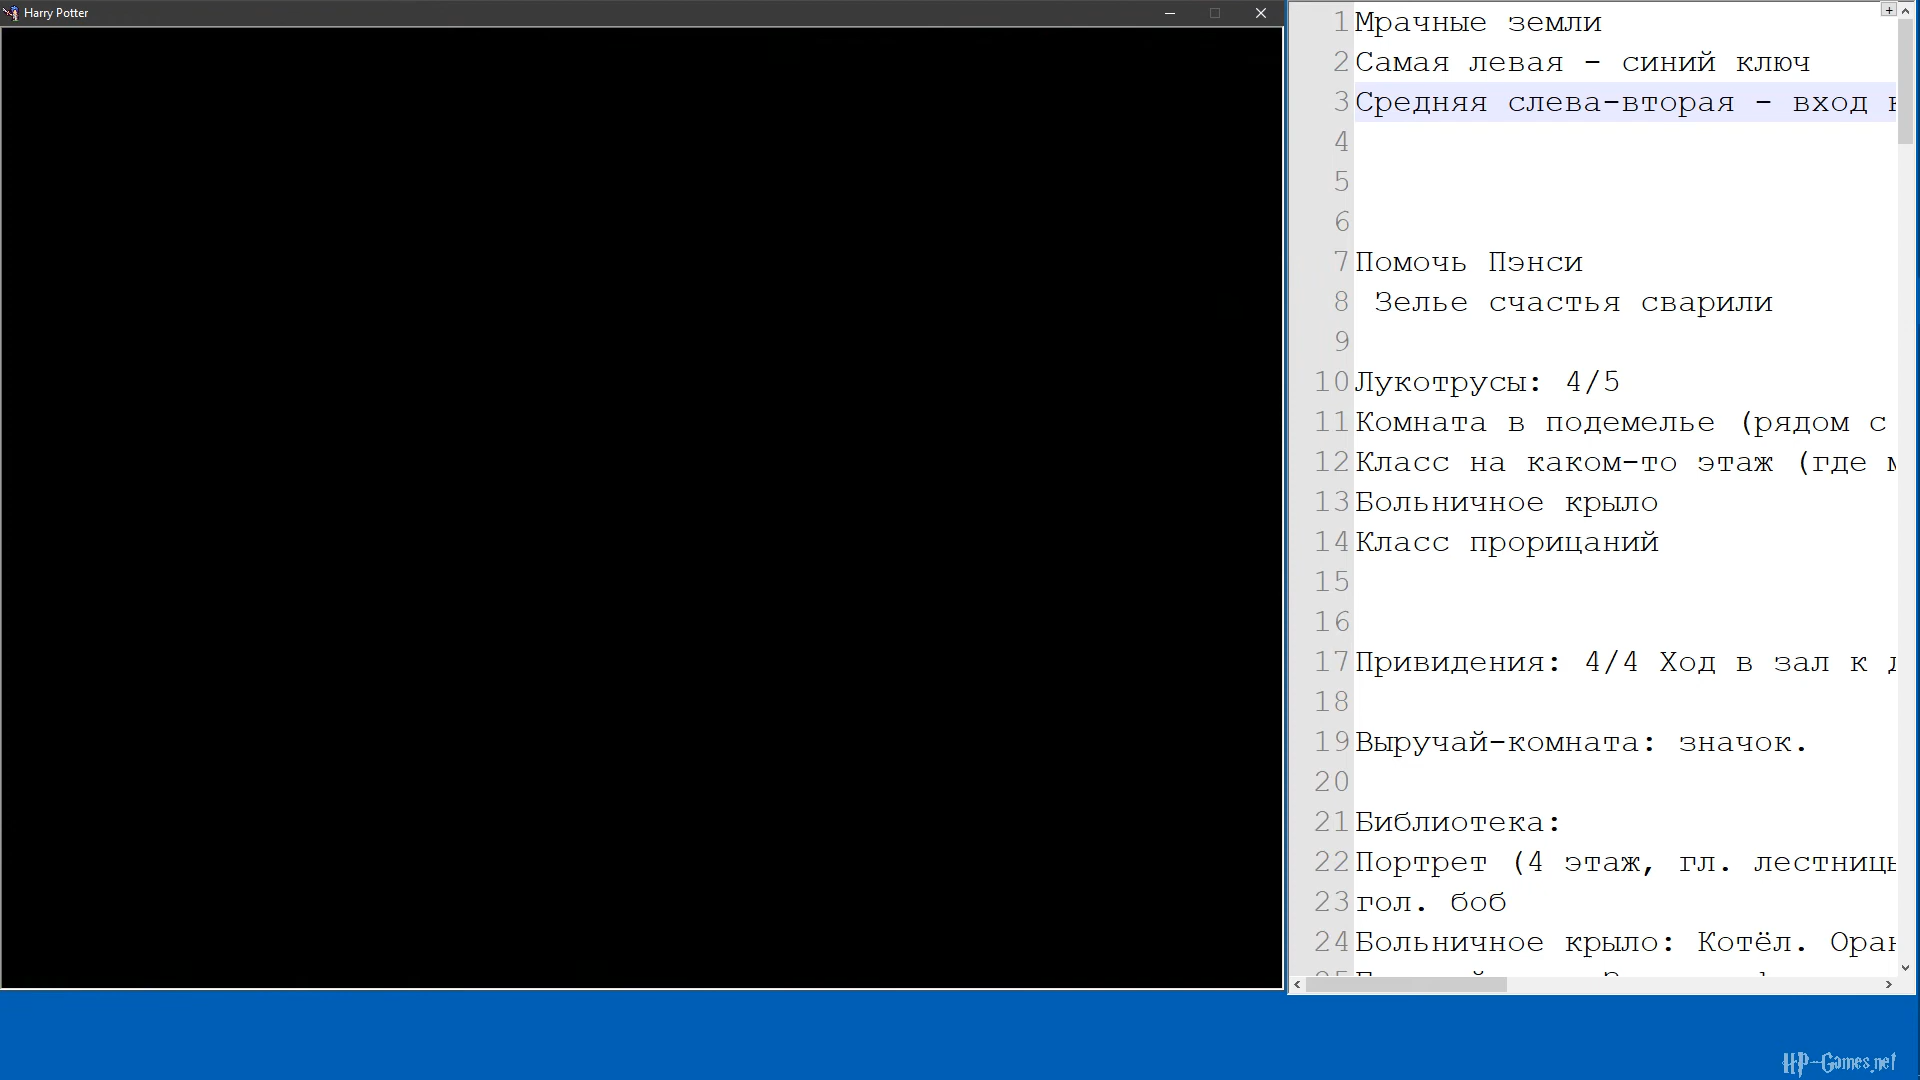 Harry Potter
1 Мрачные земли
2 Самая левая - синий ключ
3 Средняя слева-вторая - вход
4
5
6
7 Помочь Пэнси
8 Зелье счастья сварили
9
10 Лукотрусы: 4/5
11 Комната в подемелье (рядом с
12 Класс на каком-то этаж (где
13 Больничное крыло
14 Класс прорицаний
15
16
17 Привидения: 4/4 Ход в зал к
18
19 Выручай-комната: значок.
20
21 Библиотека:
22 Портрет (4 этаж, гл. лестницы
23 гол. боб
24 Больничное крыло: Котёл.
HP-Games.net